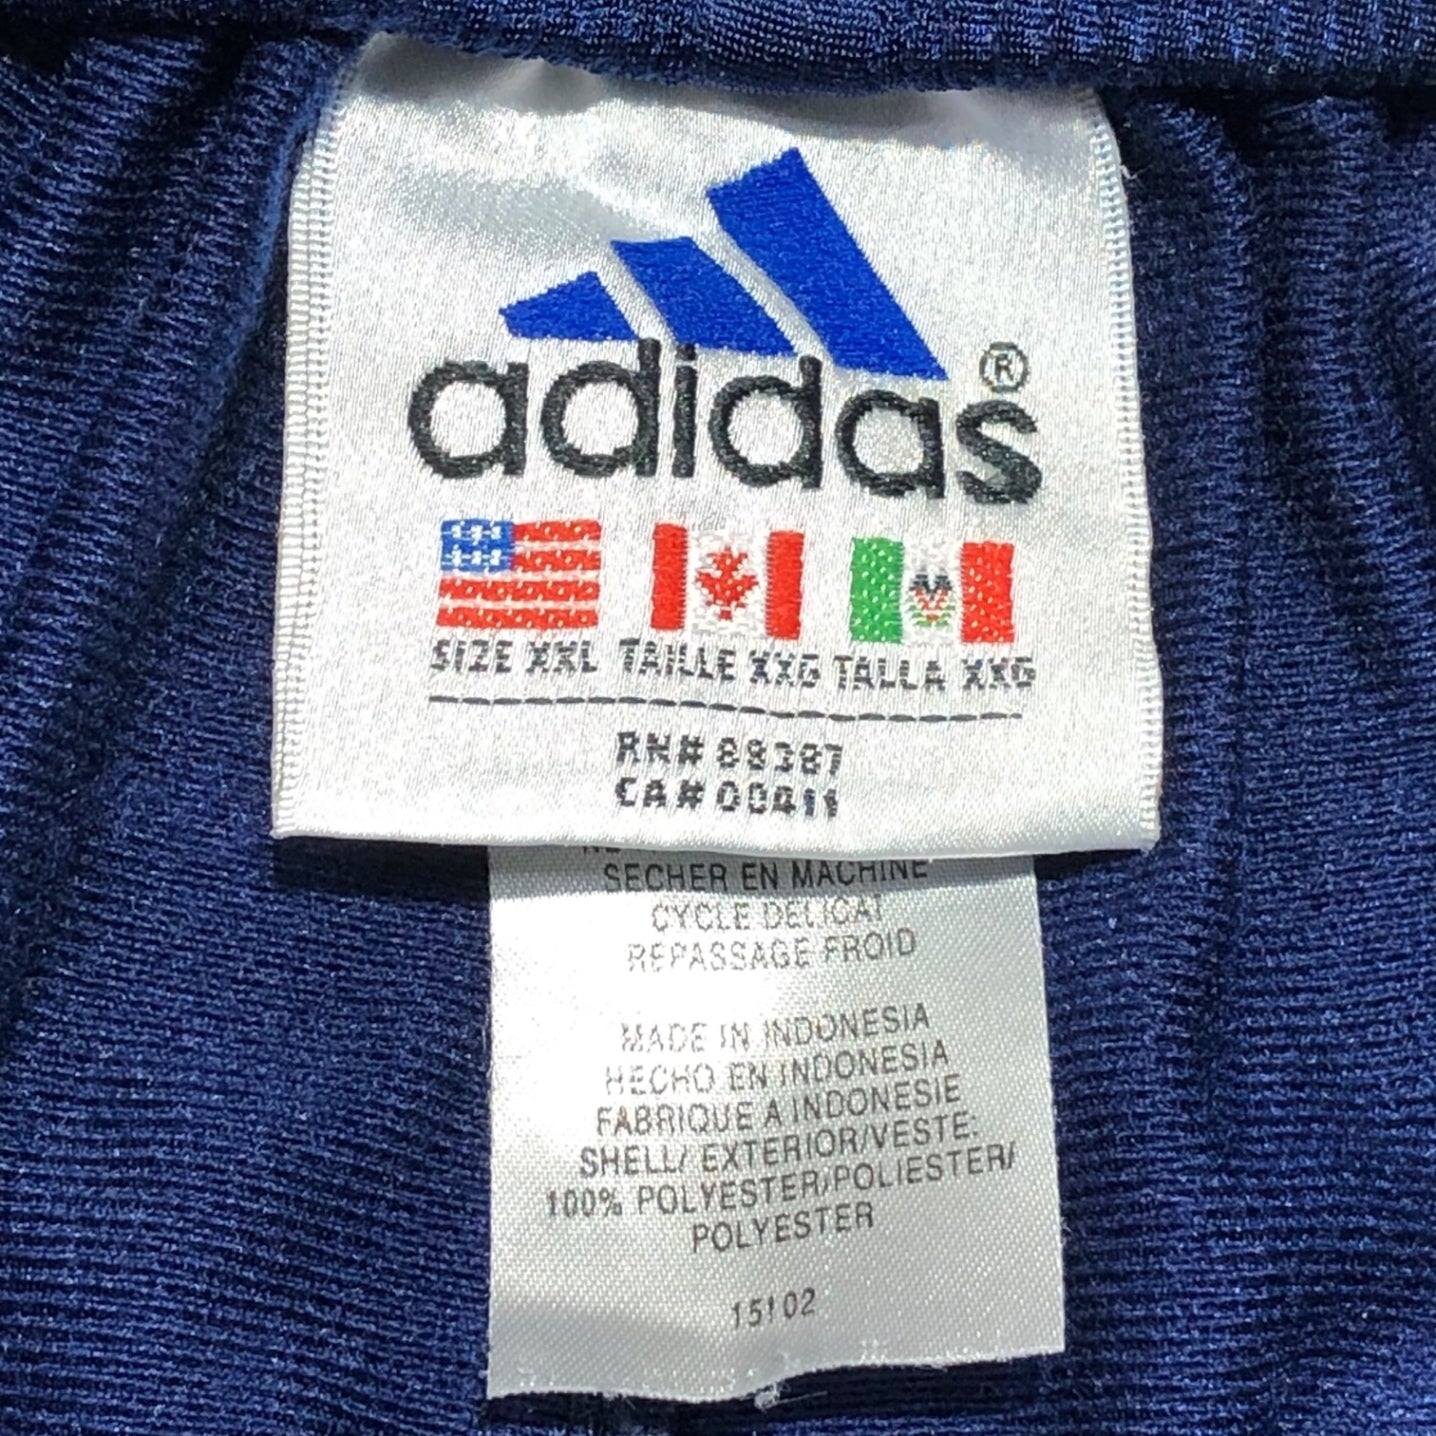 adidas ®
SIZE XXL TAILLE XXG TALLA XXG
RN# 88387
CA# 00411
SECHER EN MACHINE
CYCLE DELICAT
REPASSAGE FROID
MADE IN INDONESIA
HECHO EN INDONESIA
FABRIQUE A INDONESIE
SHELL/ EXTERIOR/VESTE:
100% POLYESTER/POLIESTER/
POLYESTER
15102